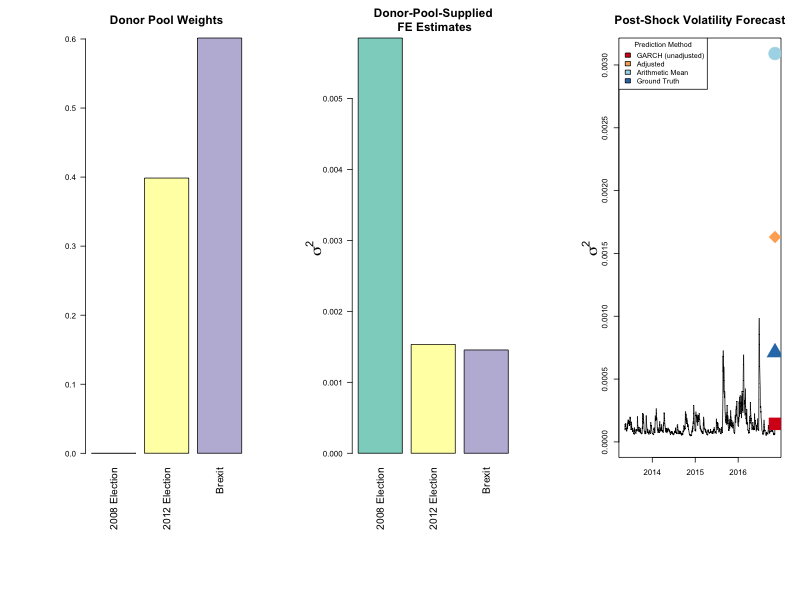 Donor Pool Weights
0.6
0.5
0.4
0.3
0.2
0.1
0.0
2008 Election
2012 Election
Brexit
Donor-Pool-Supplied
FE Estimates
σ²
0.005
0.004
0.003
0.002
0.001
0.000
2008 Election
2012 Election
Brexit
Post-Shock Volatility Forecast
Prediction Method
GARCH (unadjusted)
Adjusted
Arithmetic Mean
Ground Truth
σ²
0.0030
0.0025
0.0020
0.0015
0.0010
0.0005
0.0000
2014
2015
2016